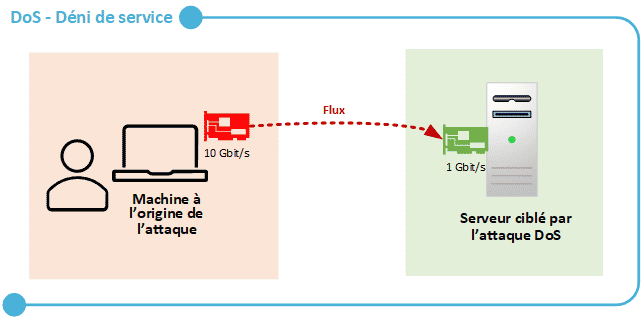 DoS - Déni de service
Flux
10 Gbit/s
1 Gbit/s
Machine à
l’origine de
l’attaque
Serveur ciblé par
l’attaque DoS